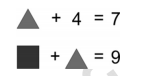 ▲ + 4 = 7
■ + ▲ = 9